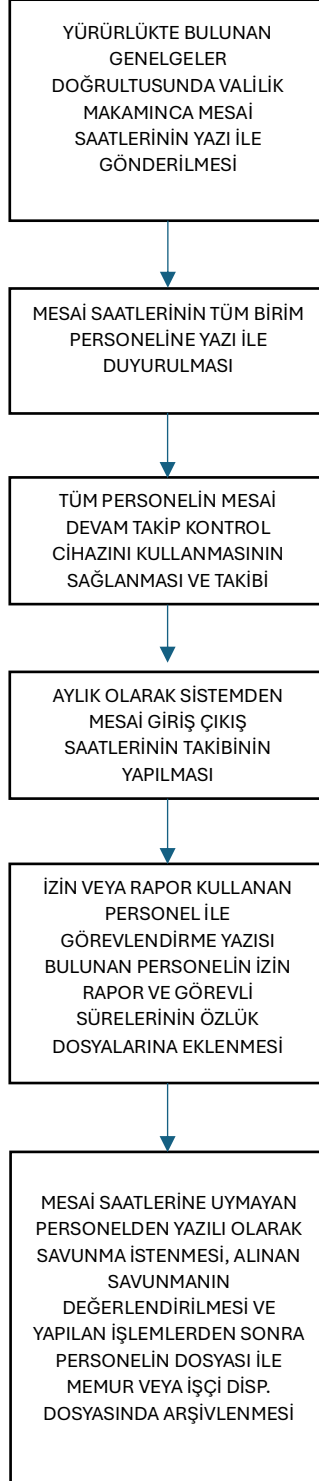 YÜRÜRLÜKTE BULUNAN
GENELGELER
DOĞRULTUSUNDA VALİLİK
MAKAMINCA MESAİ
SAATLERİNİN YAZI İLE
GÖNDERİLMESİ
MESAİ SAATLERİNİN TÜM BİRİM
PERSONELİNE YAZI İLE
DUYURULMASI
TÜM PERSONELİN MESAİ
DEVAM TAKİP KONTROL
CİHAZINI KULLANMASININ
SAĞLANMASI VE TAKİBİ
AYLIK OLARAK SİSTEMDEN
MESAİ GİRİŞ ÇIKIŞ
SAATLERİNİN TAKİBİNİN
YAPILMASI
İZİN VEYA RAPOR KULLANAN
PERSONEL İLE
GÖREVLENDİRME YAZISI
BULUNAN PERSONELİN İZİN
RAPOR VE GÖREVLİ
SÜRELERİNİN ÖZLÜK
DOSYALARINA EKLENMESİ
MESAİ SAATLERİNE UYMAYAN
PERSONELDEN YAZILI OLARAK
SAVUNMA İSTENMESİ, ALINAN
SAVUNMANIN
DEĞERLENDİRİLMESİ VE
YAPILAN İŞLEMLERDEN SONRA
PERSONELİN DOSYASI İLE
MEMUR VEYA İŞÇİ DİSP.
DOSYASINDA ARŞİVLENMESİ